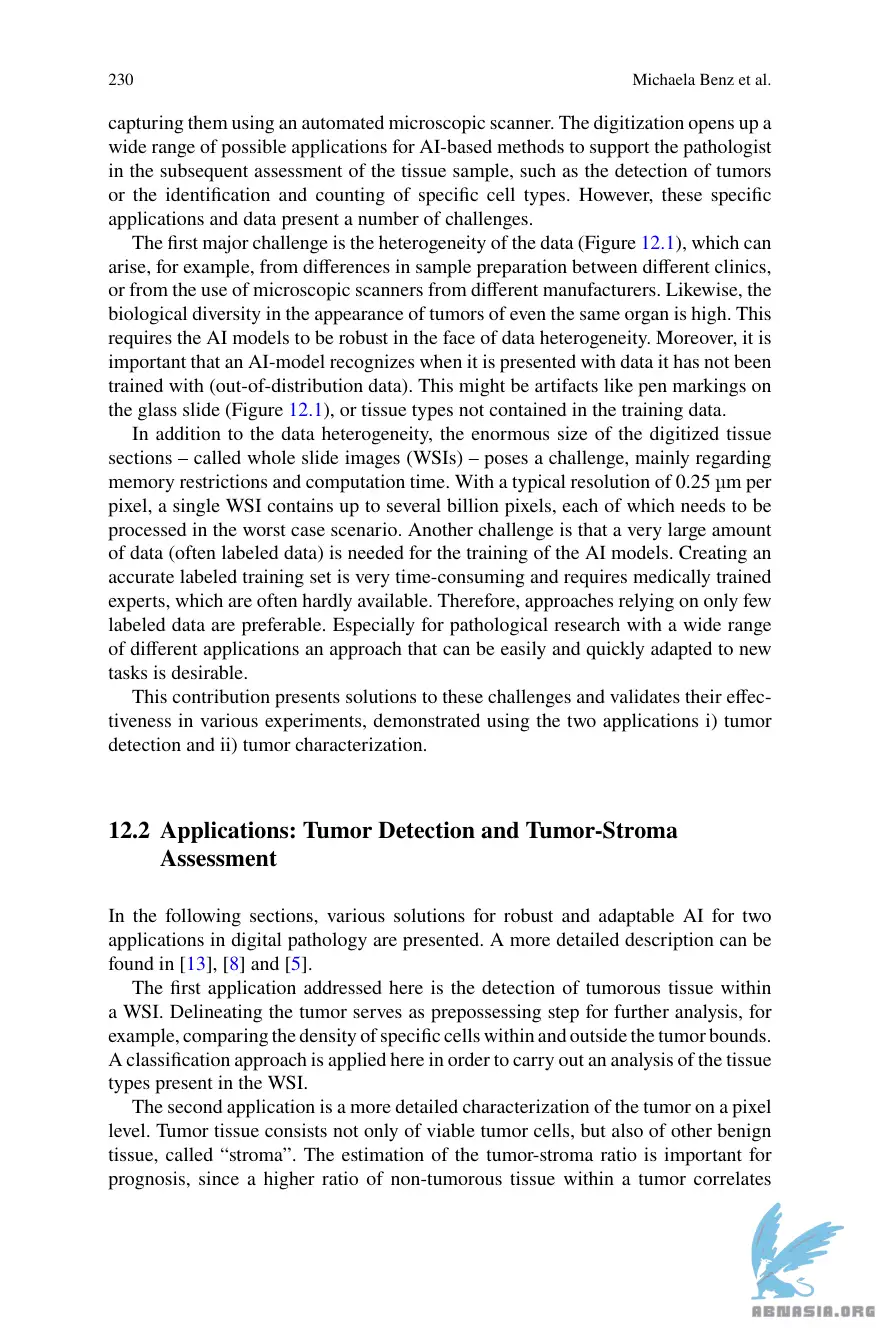 230
Michaela Benz et al.
capturing them using an automated microscopic scanner. The digitization opens up a
wide range of possible applications for AI-based methods to support the pathologist
in the subsequent assessment of the tissue sample, such as the detection of tumors
or the identification and counting of specific cell types. However, these specific
applications and data present a number of challenges.
The first major challenge is the heterogeneity of the data (Figure 12.1), which can
arise, for example, from differences in sample preparation between different clinics,
or from the use of microscopic scanners from different manufacturers. Likewise, the
biological diversity in the appearance of tumors of even the same organ is high. This
requires the AI models to be robust in the face of data heterogeneity. Moreover, it is
important that an AI-model recognizes when it is presented with data it has not been
trained with (out-of-distribution data). This might be artifacts like pen markings on
the glass slide (Figure 12.1), or tissue types not contained in the training data.
In addition to the data heterogeneity, the enormous size of the digitized tissue
sections – called whole slide images (WSIs) – poses a challenge, mainly regarding
memory restrictions and computation time. With a typical resolution of 0.25 µm per
pixel, a single WSI contains up to several billion pixels, each of which needs to be
processed in the worst case scenario. Another challenge is that a very large amount
of data (often labeled data) is needed for the training of the AI models. Creating an
accurate labeled training set is very time-consuming and requires medically trained
experts, which are often hardly available. Therefore, approaches relying on only few
labeled data are preferable. Especially for pathological research with a wide range
of different applications an approach that can be easily and quickly adapted to new
tasks is desirable.
This contribution presents solutions to these challenges and validates their effec-
tiveness in various experiments, demonstrated using the two applications i) tumor
detection and ii) tumor characterization.
12.2 Applications: Tumor Detection and Tumor-Stroma
Assessment
In the following sections, various solutions for robust and adaptable AI for two
applications in digital pathology are presented. A more detailed description can be
found in [13], [8] and [5].
The first application addressed here is the detection of tumorous tissue within
a WSI. Delineating the tumor serves as prepossessing step for further analysis, for
example, comparing the density of specific cells within and outside the tumor bounds.
A classification approach is applied here in order to carry out an analysis of the tissue
types present in the WSI.
The second application is a more detailed characterization of the tumor on a pixel
level. Tumor tissue consists not only of viable tumor cells, but also of other benign
tissue, called “stroma”. The estimation of the tumor-stroma ratio is important for
prognosis, since a higher ratio of non-tumorous tissue within a tumor correlates
ABNASIA.ORG